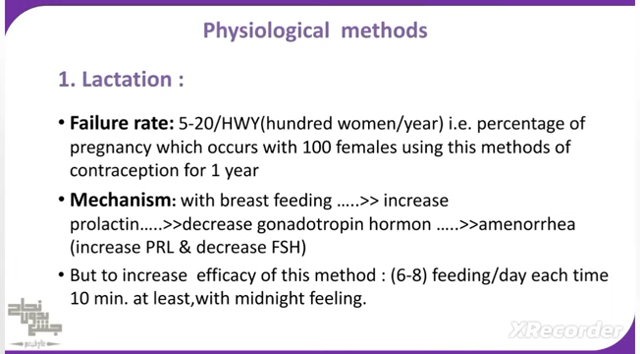 Physiological methods
1. Lactation :
• Failure rate: 5-20/HWY(hundred women/year) i.e. percentage of
pregnancy which occurs with 100 females using this methods of
contraception for 1 year
• Mechanism: with breast feeding …..>> increase
prolactin…..>>decrease gonadotropin hormon …..>>amenorrhea
(increase PRL & decrease FSH)
• But to increase efficacy of this method : (6-8) feeding/day each time
10 min. at least,with midnight feeling.
XRecorder